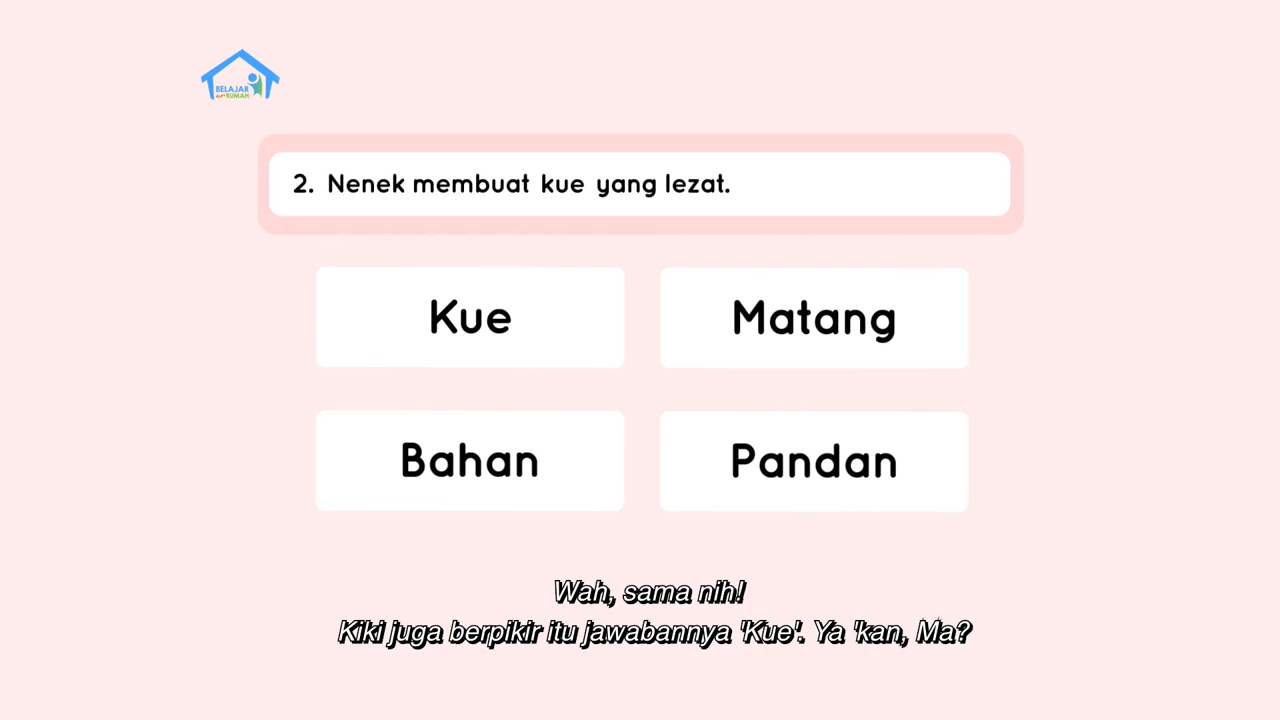 BELAJAR
dari RUMAH
2. Nenek membuat kue yang lezat.
Kue
Matang
Bahan
Pandan
Wah, sama nih!
Kiki juga berpikir itu jawabannya 'Kue'. Ya 'kan, Ma?